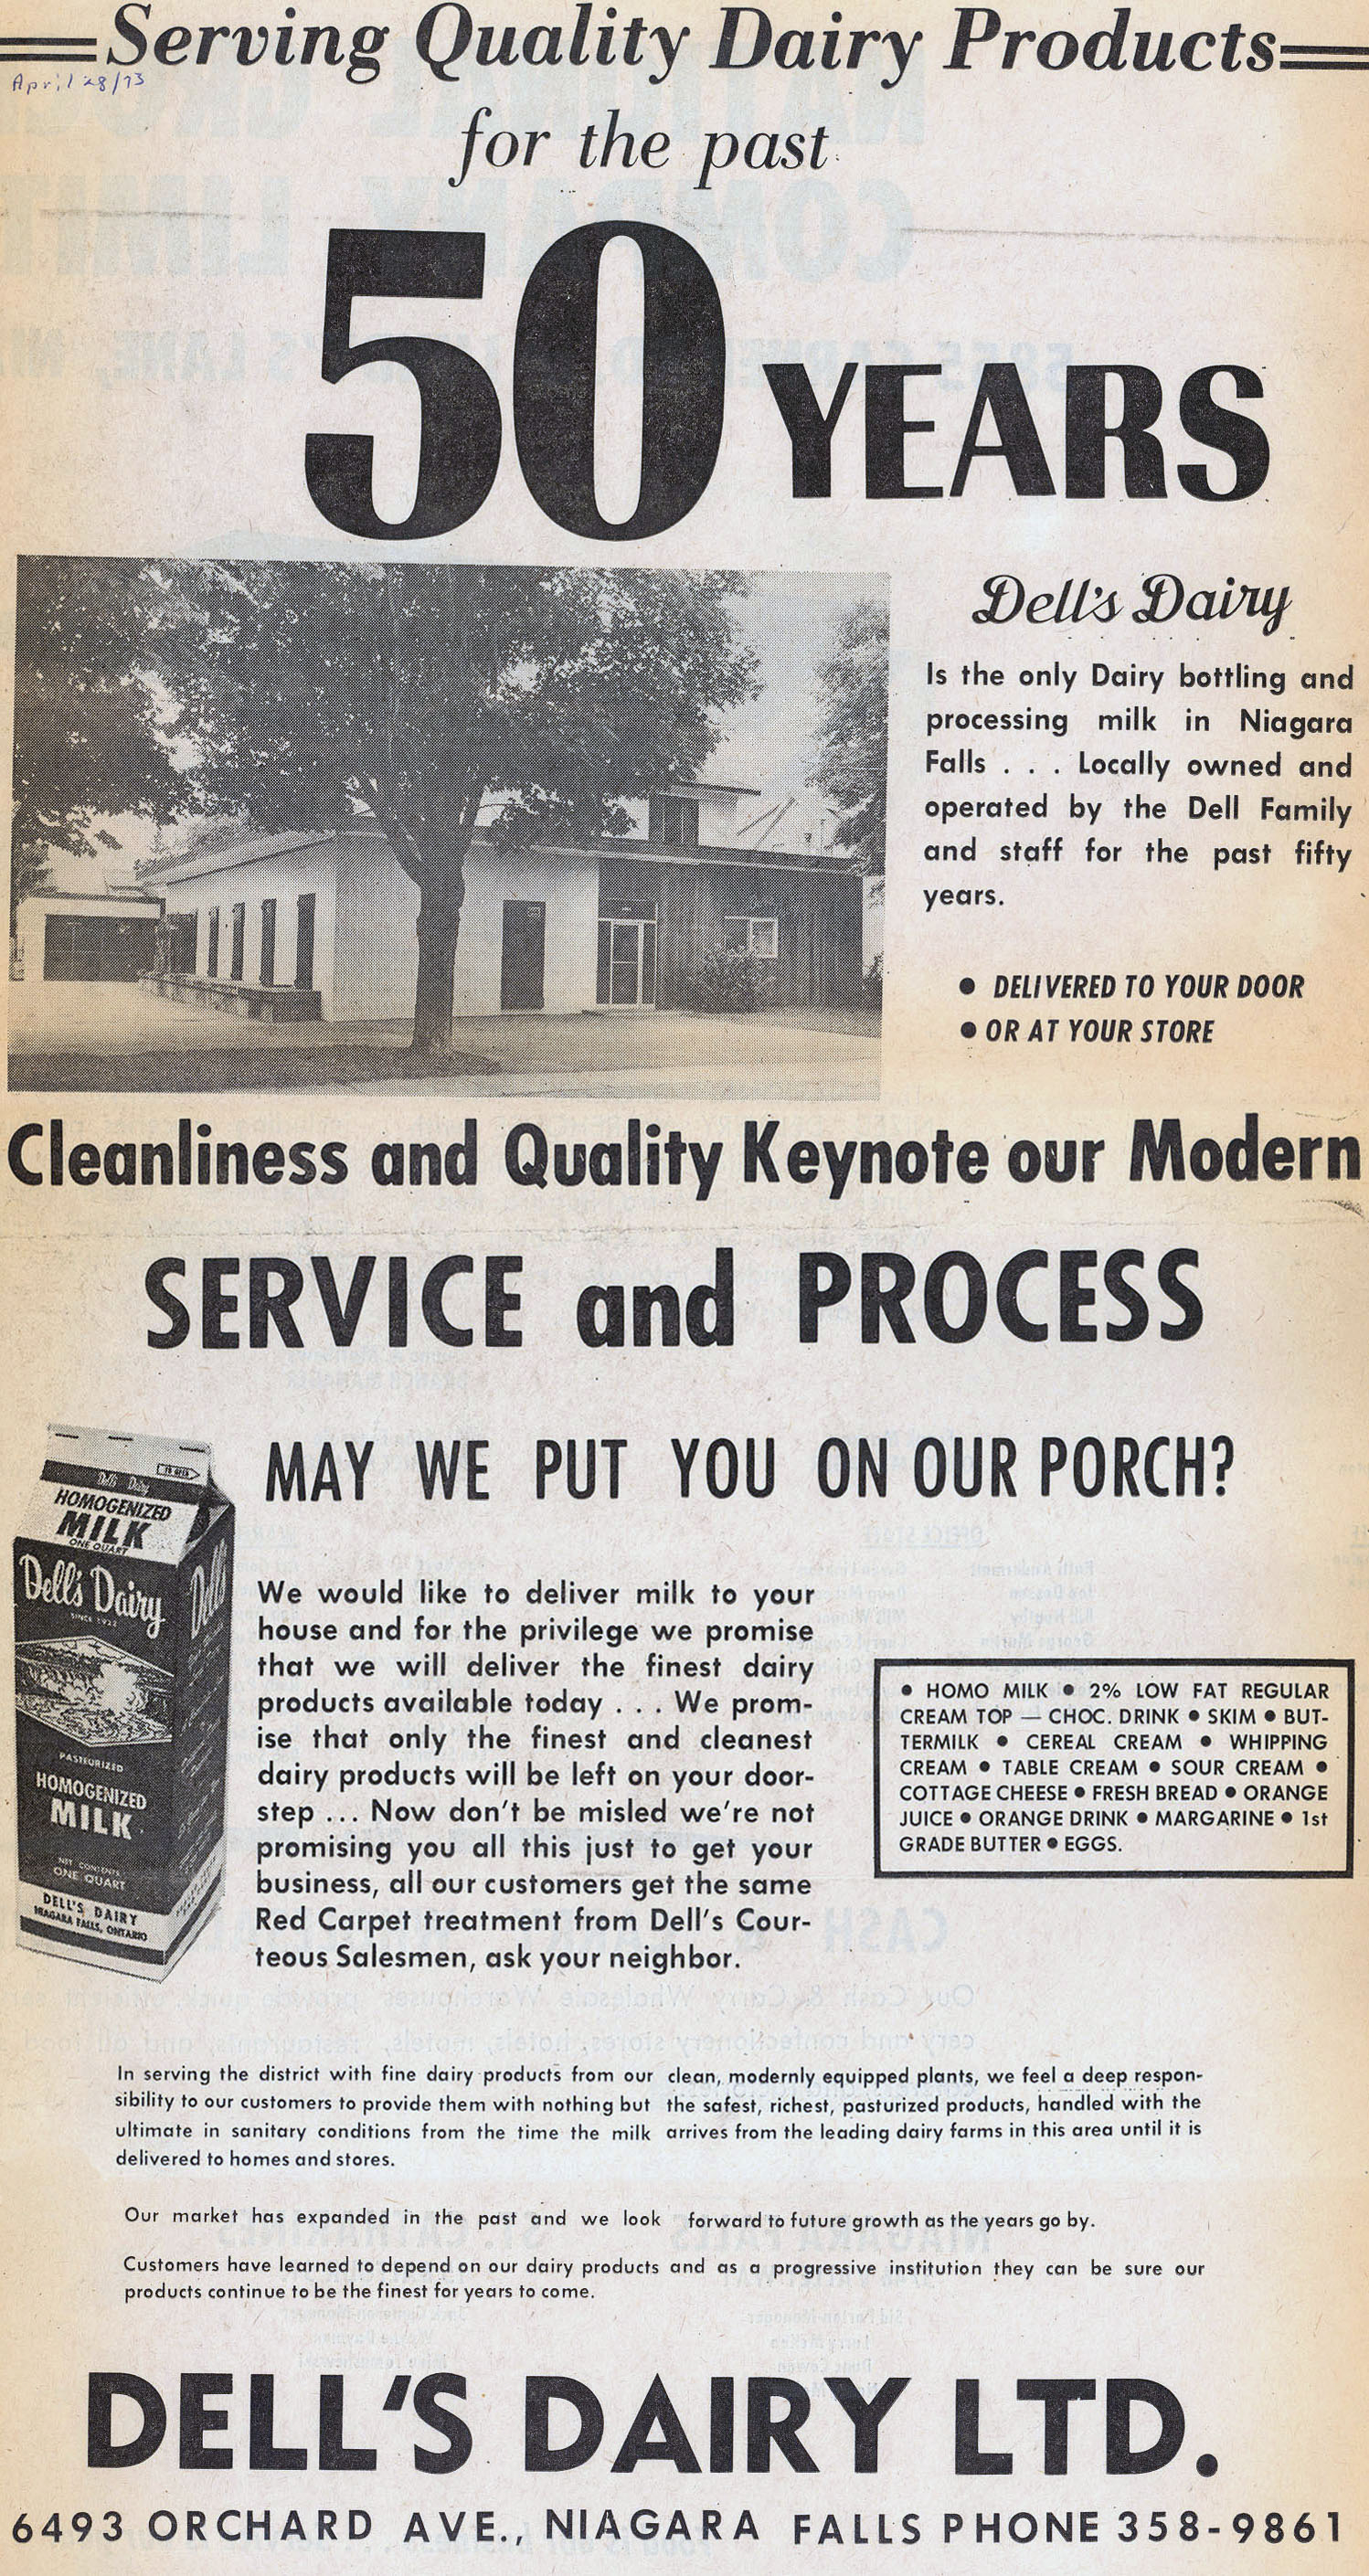 Serving Quality Dairy Products
April 28/73
for the past
50 YEARS
Dell's Dairy
Is the only Dairy bottling and
processing milk in Niagara
Falls . . . Locally owned and
operated by the Dell Family
and staff for the past fifty
years.
● DELIVERED TO YOUR DOOR
● OR AT YOUR STORE
Cleanliness and Quality Keynote our Modern
SERVICE and PROCESS
MAY WE PUT YOU ON OUR PORCH?
TO OPEN
Dell's Dairy
HOMOGENIZED
MILK
ONE QUART
Dell's Dairy
Dell's
SINCE 1922
PASTEURIZED
HOMOGENIZED
MILK
NET CONTENTS
ONE QUART
DELL'S DAIRY
NIAGARA FALLS, ONTARIO
We would like to deliver milk to your
house and for the privilege we promise
that we will deliver the finest dairy
products available today . . . We prom-
ise that only the finest and cleanest
dairy products will be left on your door-
step ... Now don't be misled we're not
promising you all this just to get your
business, all our customers get the same
Red Carpet treatment from Dell's Cour-
teous Salesmen, ask your neighbor.
● HOMO MILK ● 2% LOW FAT REGULAR
CREAM TOP — CHOC. DRINK ● SKIM ● BUT-
TERMILK ● CEREAL CREAM ● WHIPPING
CREAM ● TABLE CREAM ● SOUR CREAM ●
COTTAGE CHEESE ● FRESH BREAD ● ORANGE
JUICE ● ORANGE DRINK ● MARGARINE ● 1st
GRADE BUTTER ● EGGS.
In serving the district with fine dairy products from our clean, modernly equipped plants, we feel a deep respon-
sibility to our customers to provide them with nothing but the safest, richest, pasturized products, handled with the
ultimate in sanitary conditions from the time the milk arrives from the leading dairy farms in this area until it is
delivered to homes and stores.
Our market has expanded in the past and we look forward to future growth as the years go by.
Customers have learned to depend on our dairy products and as a progressive institution they can be sure our
products continue to be the finest for years to come.
DELL'S DAIRY LTD.
6493 ORCHARD AVE., NIAGARA FALLS PHONE 358-9861